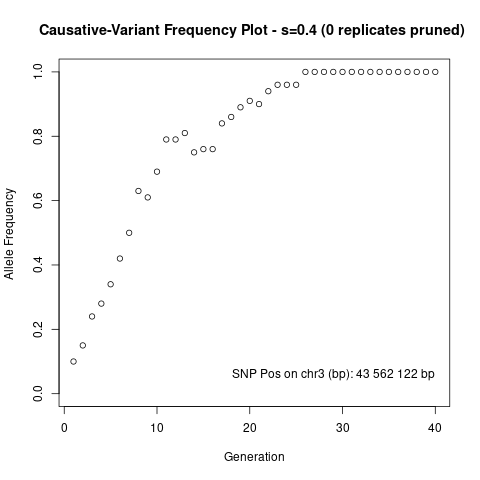 Causative-Variant Frequency Plot - s=0.4 (0 replicates pruned)
1.0
0.8
0.6
0.4
0.2
0.0
Allele Frequency
SNP Pos on chr3 (bp): 43 562 122 bp
0 10 20 30 40
Generation